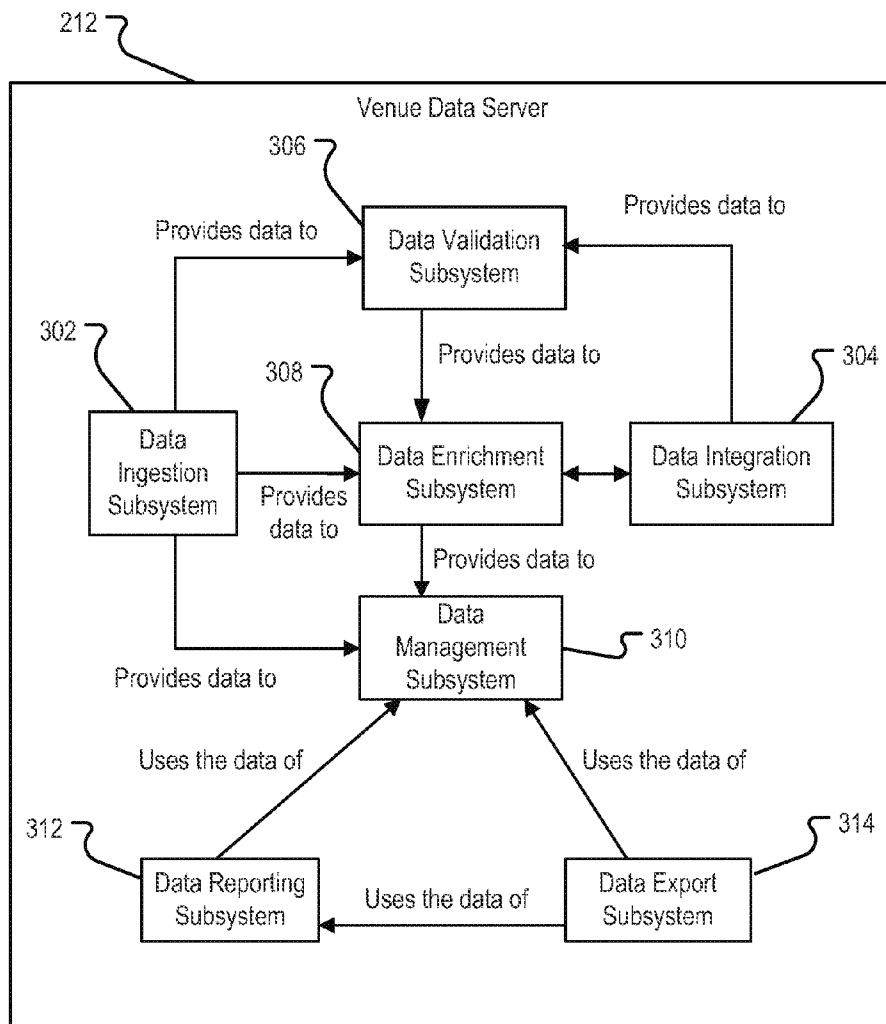 212
Venue Data Server
306
Provides data to
Provides data to
Data Validation
Subsystem
302
308
Provides data to
304
Data
Ingestion
Subsystem
Data Enrichment
Subsystem
Data Integration
Subsystem
Provides
data to
Provides data to
Data
Management
Subsystem
310
Provides data to
Uses the data of
Uses the data of
312
314
Data Reporting
Subsystem
Uses the data of
Data Export
Subsystem